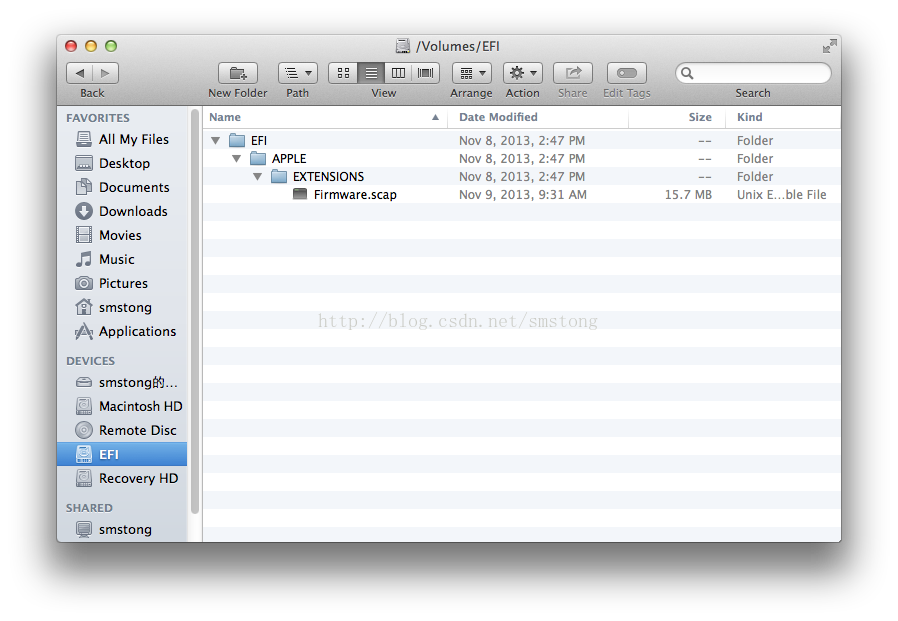 /Volumes/EFI
Back New Folder Path View Arrange Action Share Edit Tags Search
FAVORITES
All My Files
Desktop
Documents
Downloads
Movies
Music
Pictures
smstong
Applications
DEVICES
smstong的...
Macintosh HD
Remote Disc
EFI
Recovery HD
SHARED
smstong
Name Date Modified Size Kind
EFI Nov 8, 2013, 2:47 PM -- Folder
APPLE Nov 8, 2013, 2:47 PM -- Folder
EXTENSIONS Nov 8, 2013, 2:47 PM -- Folder
Firmware.scap Nov 9, 2013, 9:31 AM 15.7 MB Unix E...ble File
http://blog.csdn.net/smstong